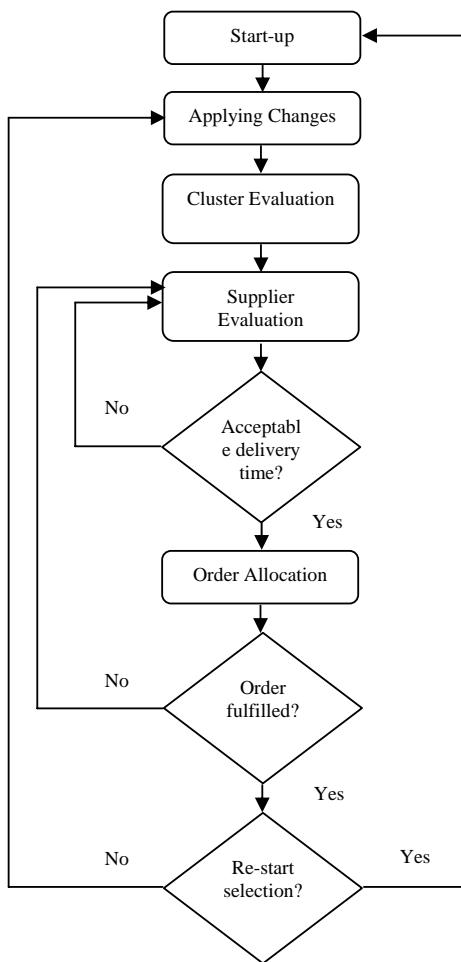 Start-up
Applying Changes
Cluster Evaluation
Supplier
Evaluation
No
Acceptabl
e delivery
time?
Yes
Order Allocation
No
Order
fulfilled?
Yes
No
Re-start
selection?
Yes